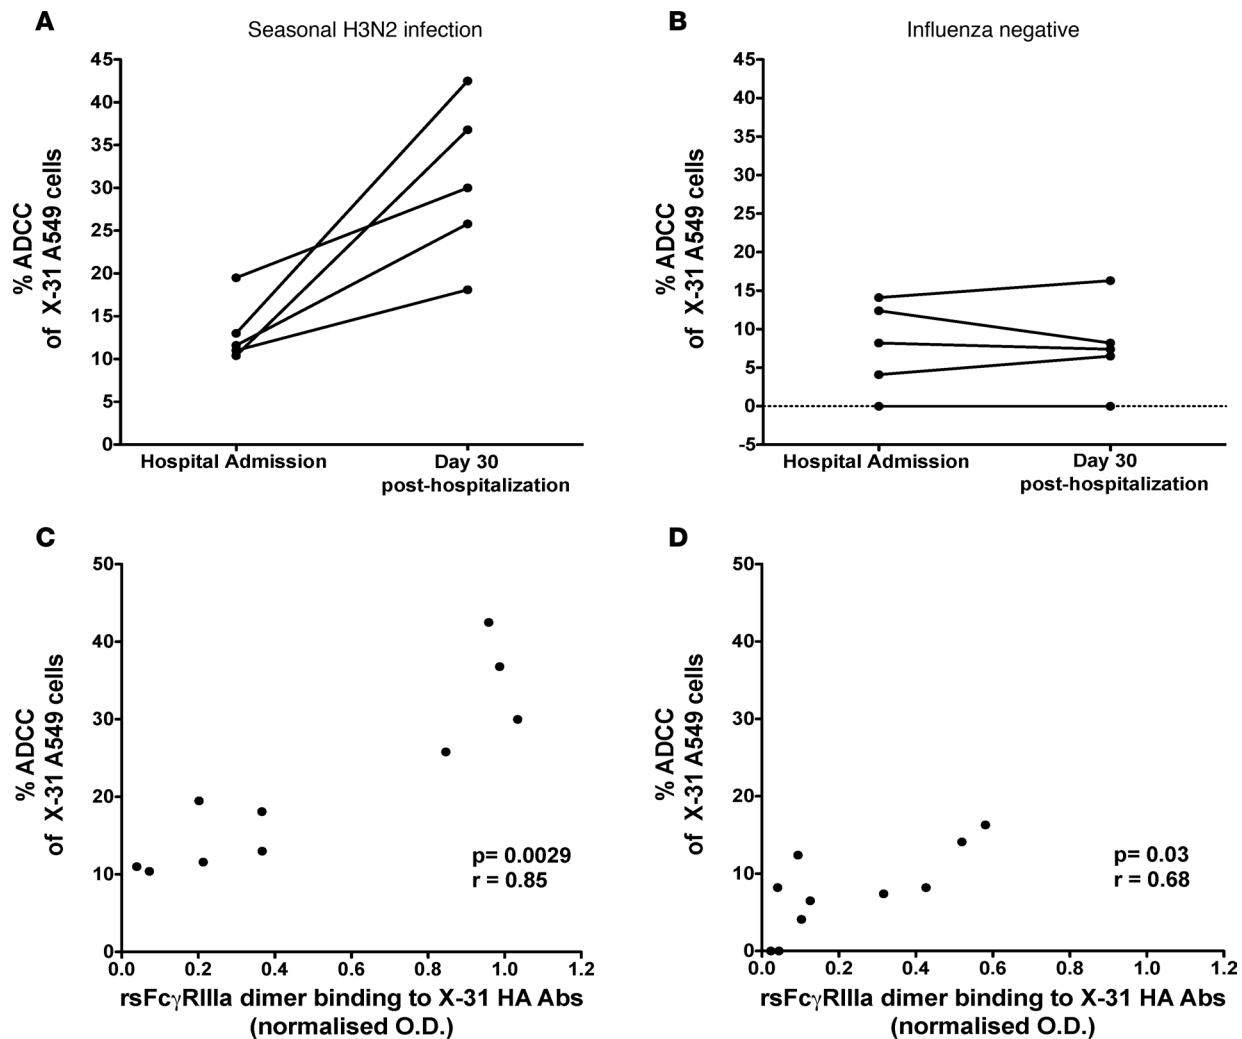 A
Seasonal H3N2 infection
45
40
35
30
25
20
15
10
5
0
% ADCC
of X-31 A549 cells
Hospital Admission
Day 30
post-hospitalization
B
Influenza negative
45
40
35
30
25
20
15
10
5
0
-5
% ADCC
of X-31 A549 cells
Hospital Admission
Day 30
post-hospitalization
C
50
40
30
20
10
0
% ADCC
of X-31 A549 cells
p= 0.0029
r = 0.85
0.0 0.2 0.4 0.6 0.8 1.0 1.2
rsFcγRIIIa dimer binding to X-31 HA Abs
(normalised O.D.)
D
50
40
30
20
10
0
% ADCC
of X-31 A549 cells
p= 0.03
r = 0.68
0.0 0.2 0.4 0.6 0.8 1.0 1.2
rsFcγRIIIa dimer binding to X-31 HA Abs
(normalised O.D.)